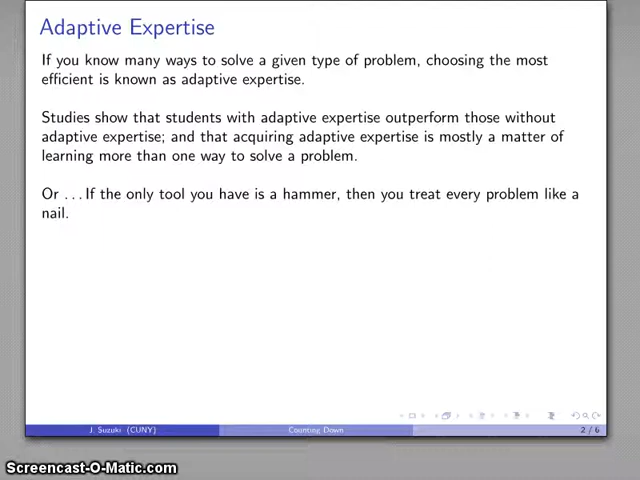 Adaptive Expertise
If you know many ways to solve a given type of problem, choosing the most
efficient is known as adaptive expertise.
Studies show that students with adaptive expertise outperform those without
adaptive expertise; and that acquiring adaptive expertise is mostly a matter of
learning more than one way to solve a problem.
Or ... If the only tool you have is a hammer, then you treat every problem like a
nail.
J. Suzuki (CUNY) Counting Down 2 / 6
Screencast-O-Matic.com